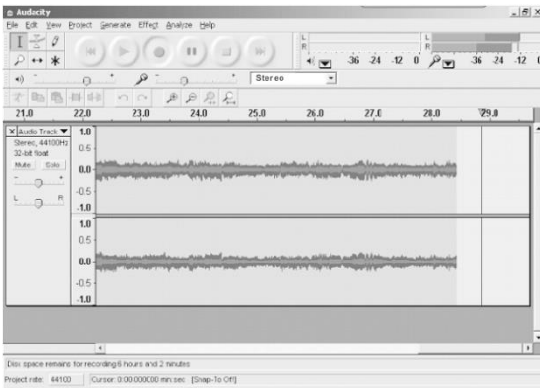 Audacity
File Edit View Project Generate Effect Analyze Help
L
R
-36 -24 -12 0
L
R
-36 -24 -12 0
Stereo
21.0 22.0 23.0 24.0 25.0 26.0 27.0 28.0 29.0
Audio Track
Stereo, 44100Hz
32-bit float
Mute Solo
- +
L R
1.0
0.5
0.0
-0.5
-1.0
1.0
0.5
0.0
-0.5
-1.0
Disk space remains for recording 6 hours and 2 minutes
Project rate: 44100 Cursor: 0:00.000000 min:sec [Snap-To Off]